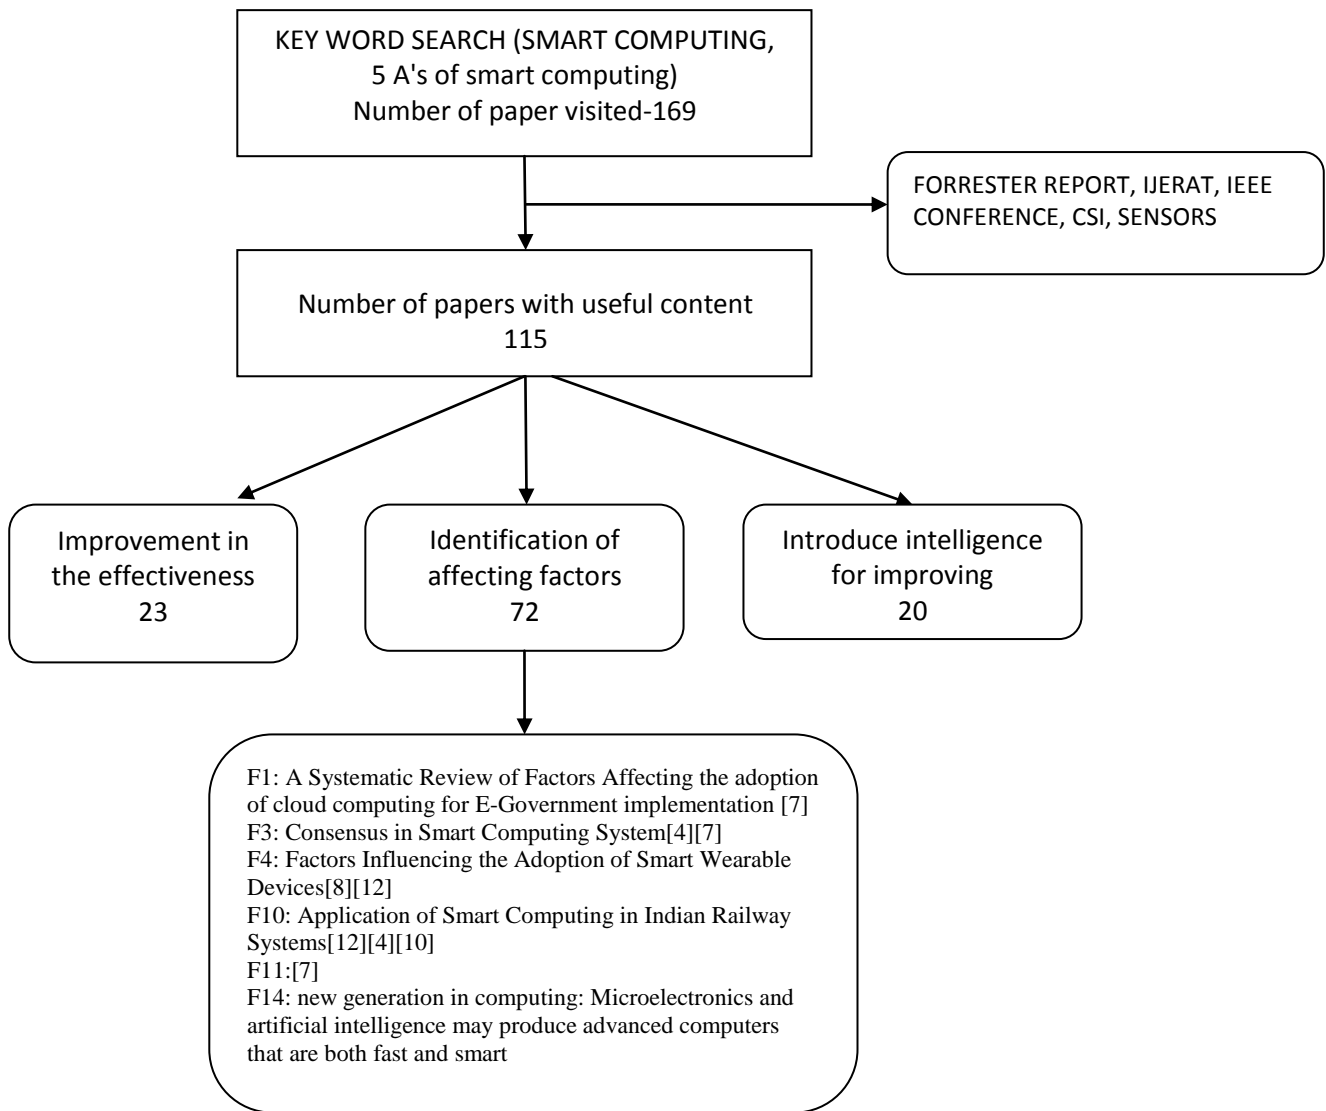 KEY WORD SEARCH (SMART COMPUTING,
5 A's of smart computing)
Number of paper visited-169
FORRESTER REPORT, IJERAT, IEEE
CONFERENCE, CSI, SENSORS
Number of papers with useful content
115
Improvement in
the effectiveness
23
Identification of
affecting factors
72
Introduce intelligence
for improving
20
F1: A Systematic Review of Factors Affecting the adoption
of cloud computing for E-Government implementation [7]
F3: Consensus in Smart Computing System[4][7]
F4: Factors Influencing the Adoption of Smart Wearable
Devices[8][12]
F10: Application of Smart Computing in Indian Railway
Systems[12][4][10]
F11:[7]
F14: new generation in computing: Microelectronics and
artificial intelligence may produce advanced computers
that are both fast and smart